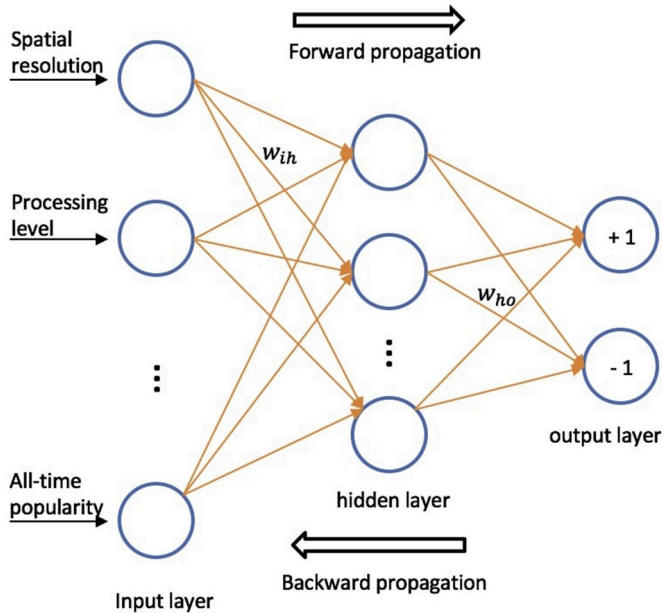 Spatial
resolution
Forward propagation
w_ih
Processing
level
+ 1
w_ho
⋮
⋮
- 1
output layer
All-time
popularity
hidden layer
Backward propagation
Input layer